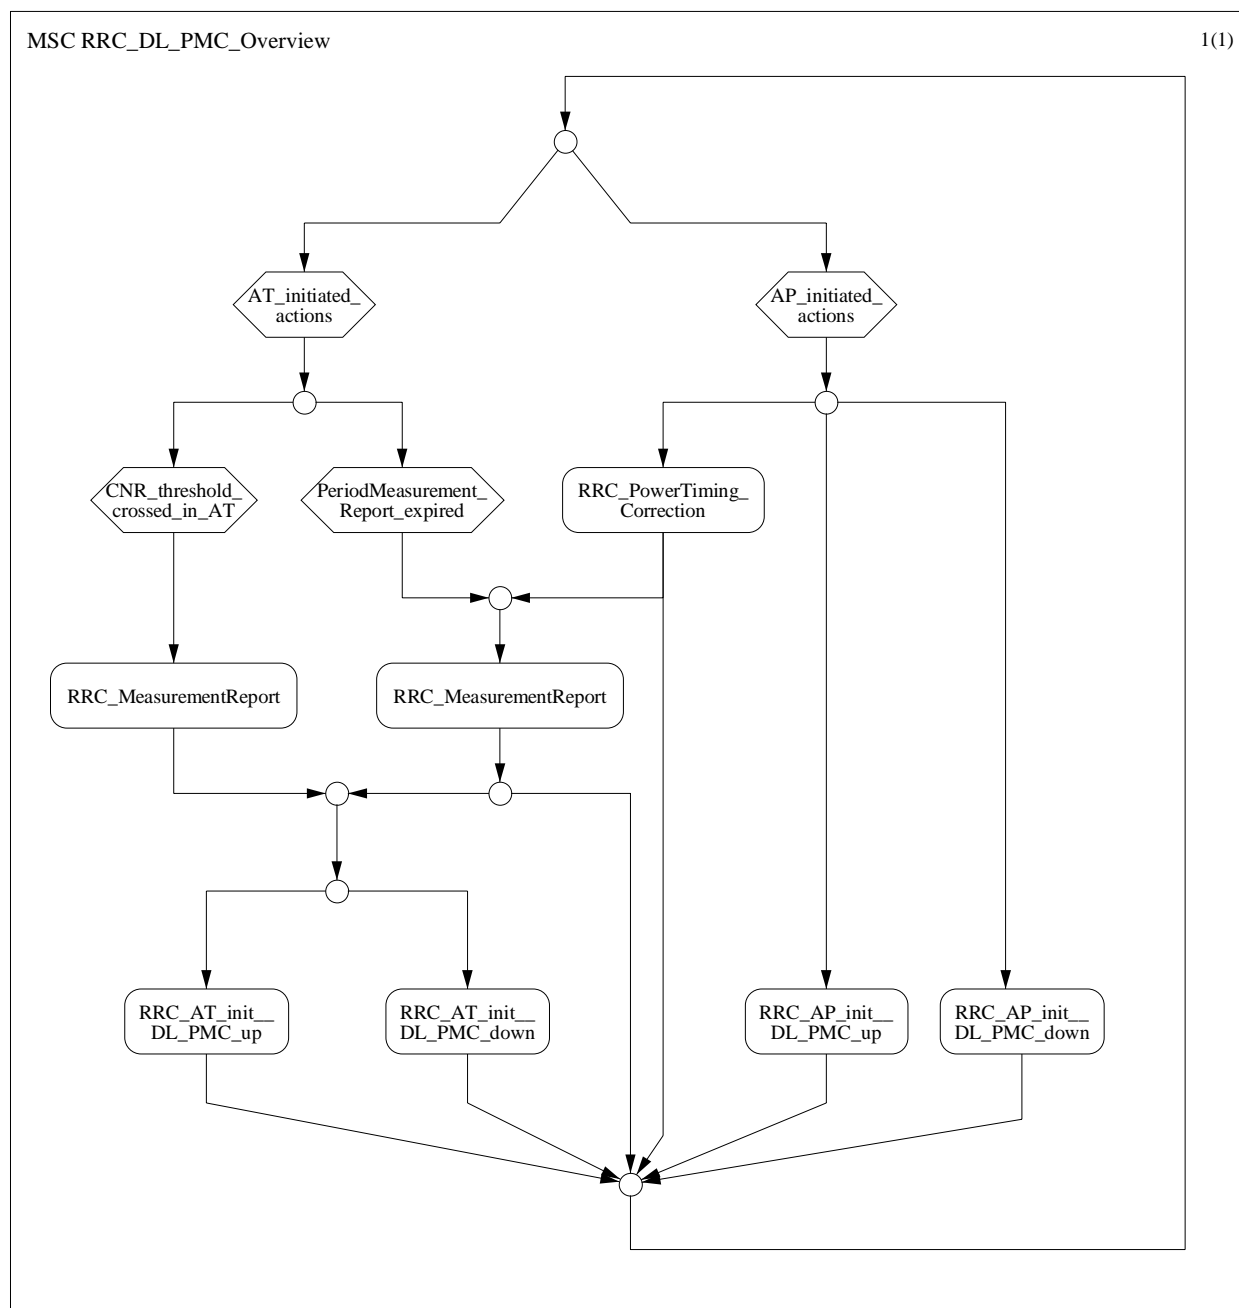 MSC RRC_DL_PMC_Overview
1(1)
AT_initiated_
actions
AP_initiated_
actions
CNR_threshold_
crossed_in_AT
PeriodMeasurement_
Report_expired
RRC_PowerTiming_
Correction
RRC_MeasurementReport
RRC_MeasurementReport
RRC_AT_init__
DL_PMC_up
RRC_AT_init__
DL_PMC_down
RRC_AP_init__
DL_PMC_up
RRC_AP_init__
DL_PMC_down